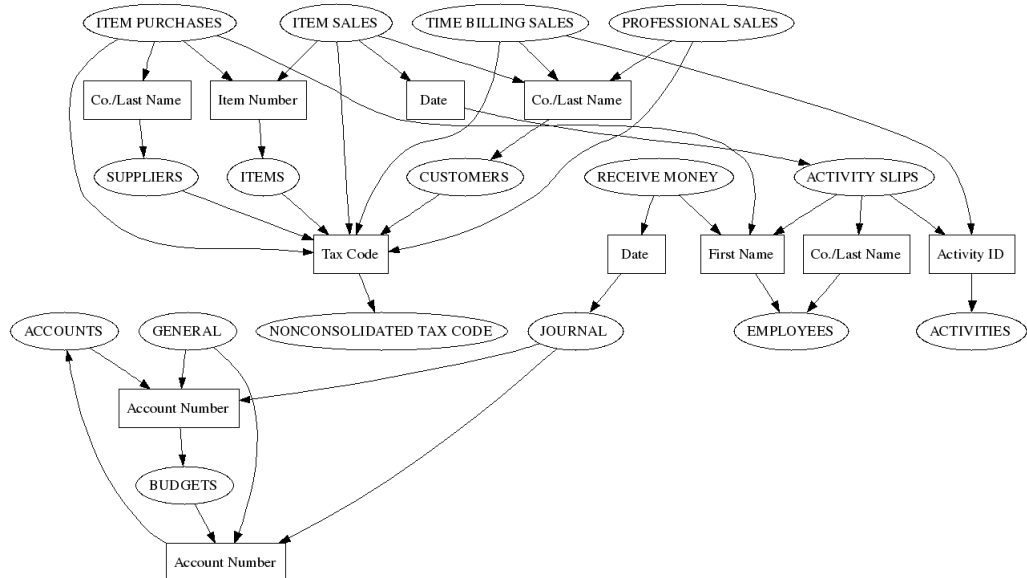 ITEM PURCHASES
ITEM SALES
TIME BILLING SALES
PROFESSIONAL SALES
Co./Last Name
Item Number
Date
Co./Last Name
SUPPLIERS
ITEMS
CUSTOMERS
RECEIVE MONEY
ACTIVITY SLIPS
Tax Code
Date
First Name
Co./Last Name
Activity ID
ACCOUNTS
GENERAL
NONCONSOLIDATED TAX CODE
JOURNAL
EMPLOYEES
ACTIVITIES
Account Number
BUDGETS
Account Number